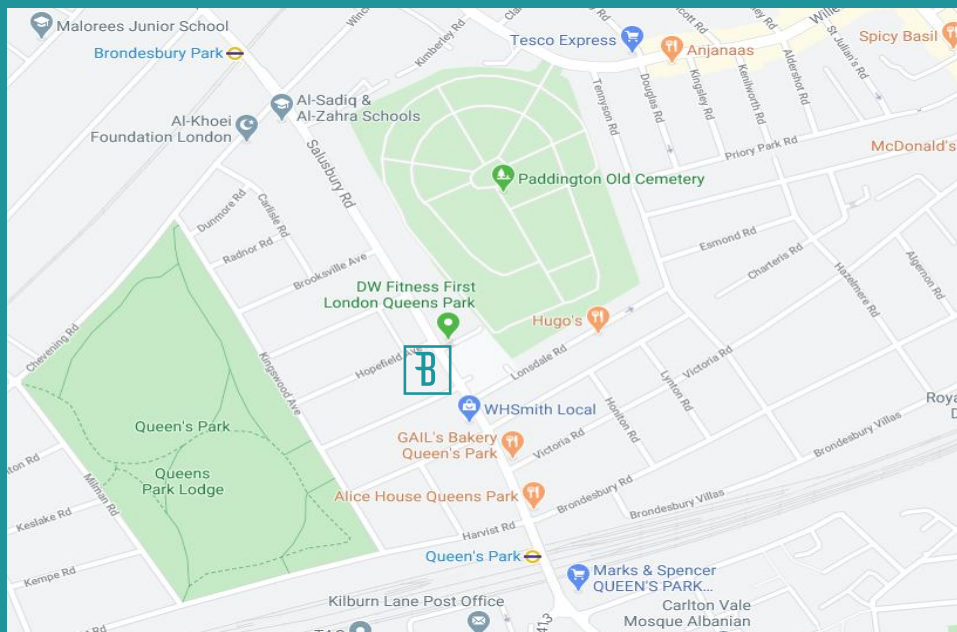 Malorees Junior School
Brondesbury Park
Winc
Kimberley Rd
Tesco Express
Anjanaas
Spicy Basil
Al-Sadiq &
Al-Zahra Schools
Al-Khoei
Foundation London
Salusbury Rd
Tennyson Rd
Douglas Rd
Kingsley Rd
Kenilworth Rd
Aldershot Rd
St Julian's Rd
Priory Park Rd
McDonald's
Paddington Old Cemetery
Dunmore Rd
Carlisle Rd
Radnor Rd
Brooksville Ave
Esmond Rd
Charteris Rd
Hazelmere Rd
Algernon Rd
DW Fitness First
London Queens Park
Hugo's
Chevening Rd
Kingswood Ave
Hopefield Ave
B
Lonsdale Rd
Victoria Rd
Lynton Rd
Honiton Rd
WHSmith Local
GAIL's Bakery
Queen's Park
Victoria Rd
Brondesbury Villas
Roya
Queen's Park
Queens
Park Lodge
Milman Rd
ton Rd
Keslake Rd
Kempe Rd
Alice House Queens Park
Brondesbury Rd
Brondesbury Villas
Harvist Rd
Queen's Park
Marks & Spencer
QUEEN'S PARK...
Kilburn Lane Post Office
Carlton Vale
Mosque Albanian